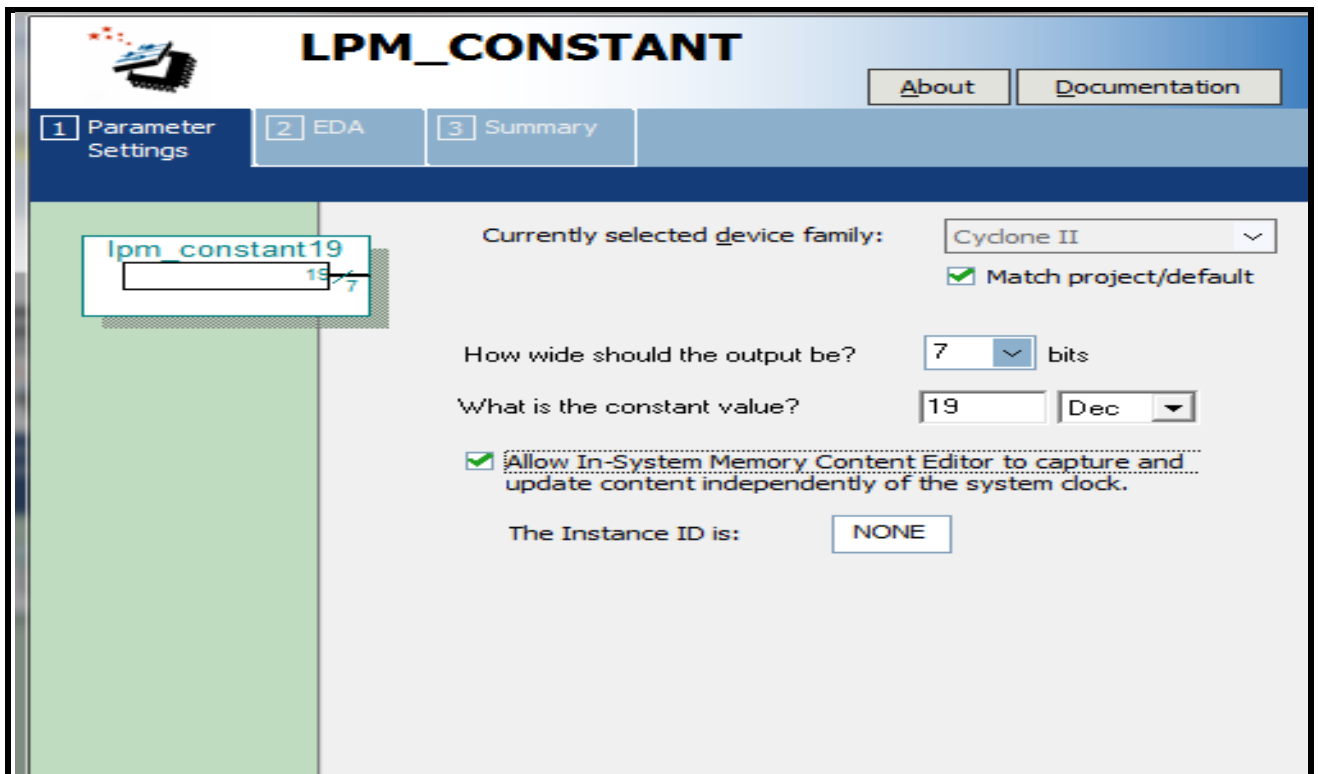 LPM_CONSTANT
About
Documentation
1 Parameter Settings
2 EDA
3 Summary
lpm_constant19
19
7
Currently selected device family:
Cyclone II
Match project/default
How wide should the output be?
7
bits
What is the constant value?
19
Dec
Allow In-System Memory Content Editor to capture and
update content independently of the system clock.
The Instance ID is:
NONE